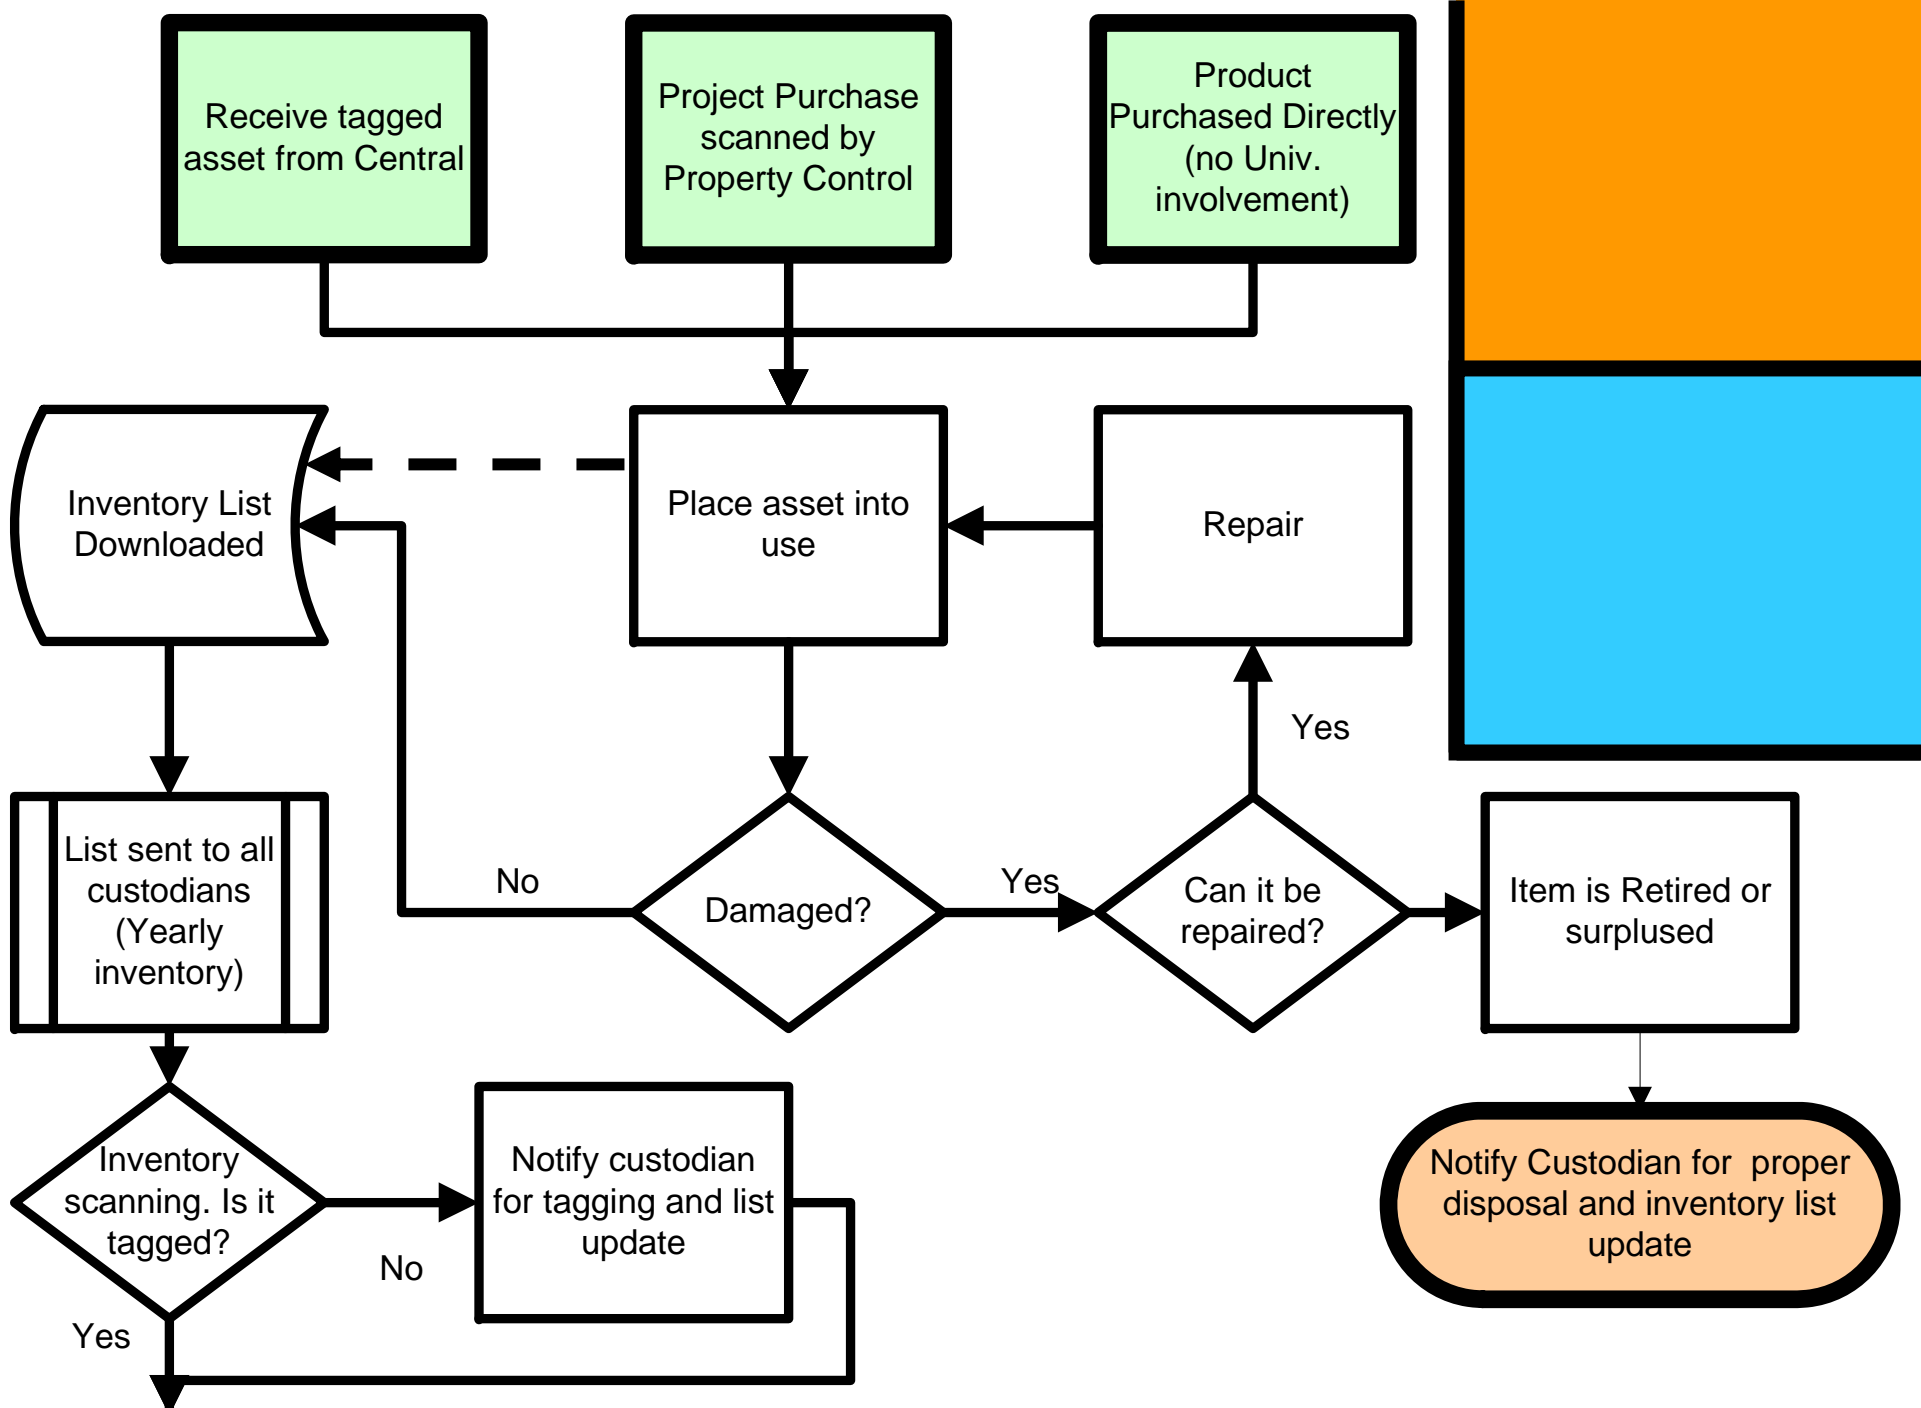 Receive tagged
asset from Central
Project Purchase
scanned by
Property Control
Product
Purchased Directly
(no Univ.
involvement)
Inventory List
Downloaded
Place asset into
use
Repair
Yes
List sent to all
custodians
(Yearly
inventory)
No
Damaged?
Yes
Can it be
repaired?
Item is Retired or
surplused
Inventory
scanning. Is it
tagged?
No
Yes
Notify custodian
for tagging and list
update
Notify Custodian for  proper
disposal and inventory list
update